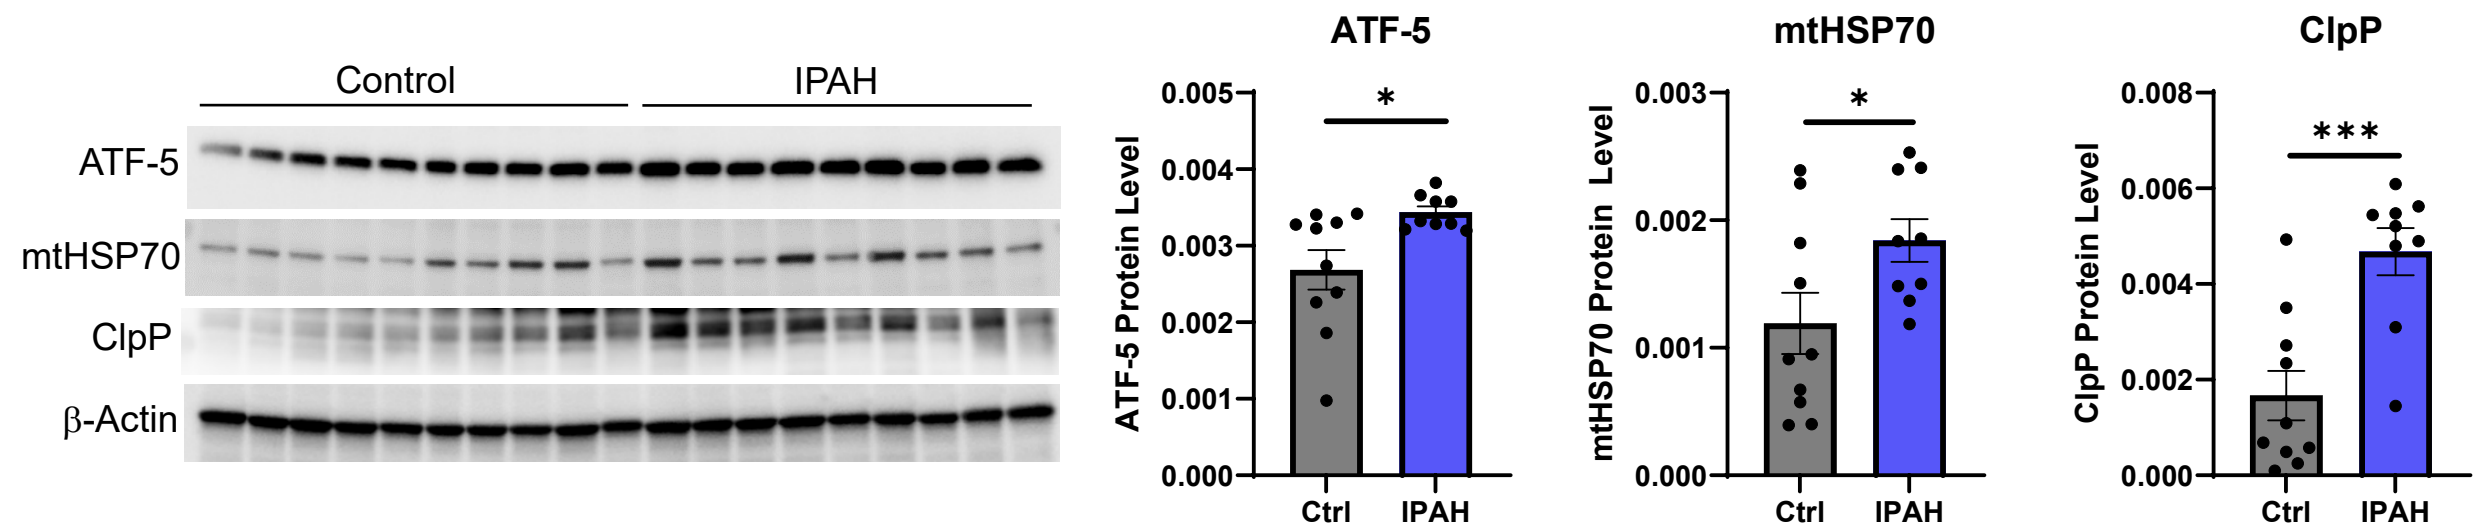 Control IPAH
ATF-5
mtHSP70
ClpP
β-Actin
ATF-5
ATF-5 Protein Level
0.005
0.004
0.003
0.002
0.001
0.000
*
Ctrl IPAH
mtHSP70
mtHSP70 Protein Level
0.003
0.002
0.001
0.000
*
Ctrl IPAH
ClpP
ClpP Protein Level
0.008
0.006
0.004
0.002
0.000
***
Ctrl IPAH